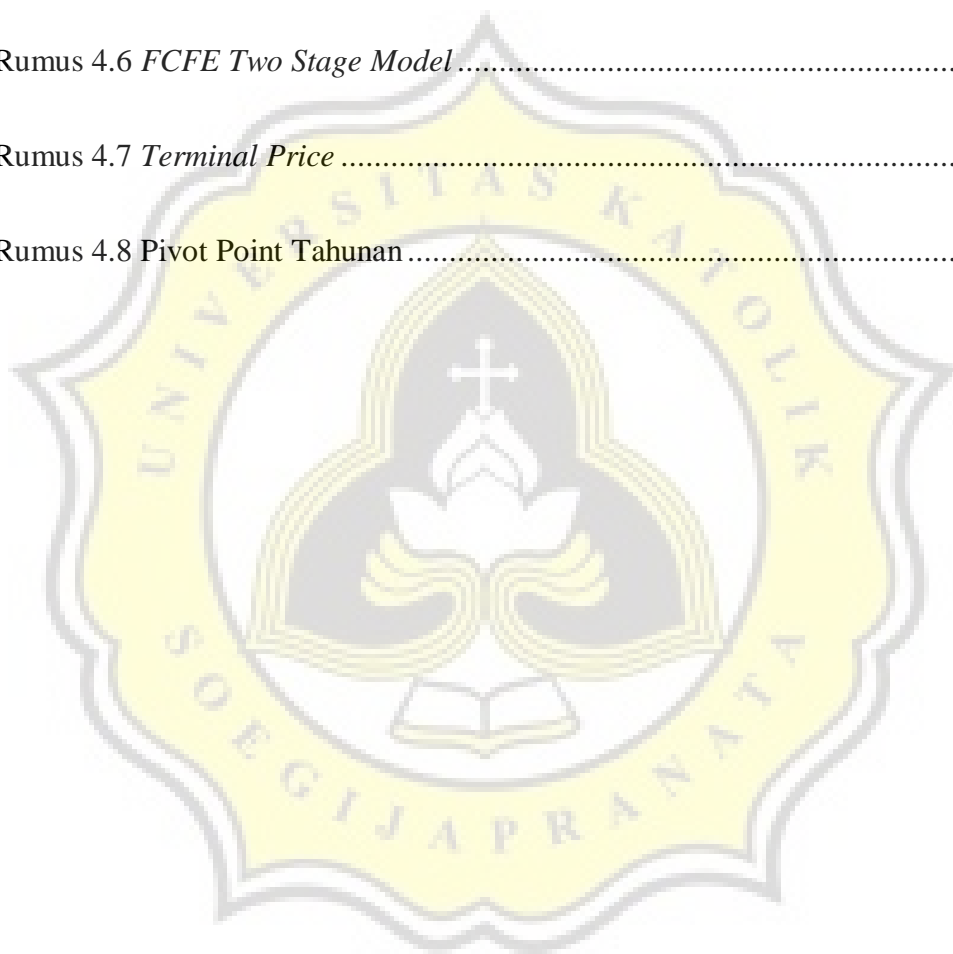 Rumus 4.6 FCFE Two Stage Model ............................................................
Rumus 4.7 Terminal Price ..........................................................................
Rumus 4.8 Pivot Point Tahunan ..................................................................
UNIVERSITAS KATOLIK
SOEGIJAPRANATA